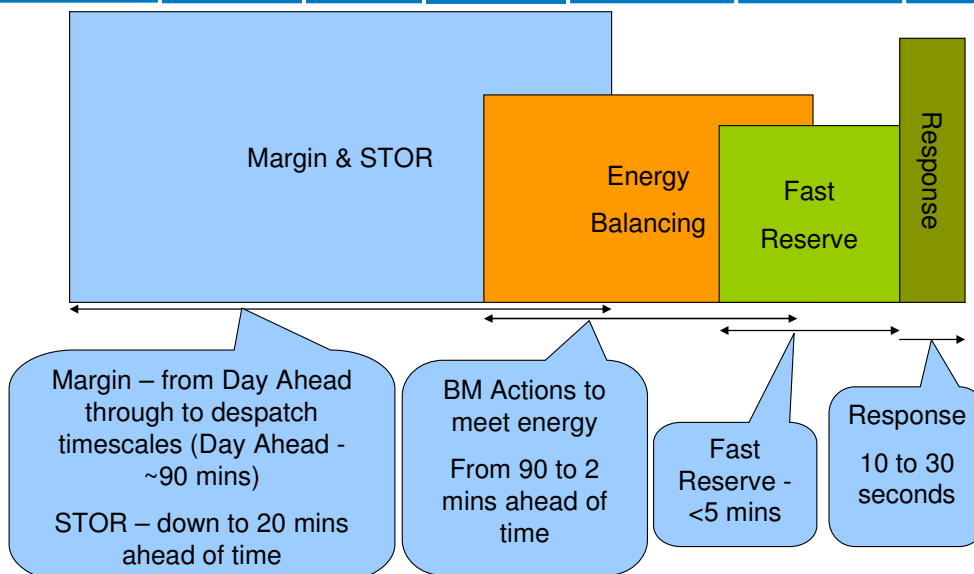 Margin & STOR
Energy
Balancing
Fast
Reserve
Response
Margin – from Day Ahead
through to despatch
timescales (Day Ahead -
~90 mins)
STOR – down to 20 mins
ahead of time
BM Actions to
meet energy
From 90 to 2
mins ahead of
time
Fast
Reserve -
<5 mins
Response
10 to 30
seconds